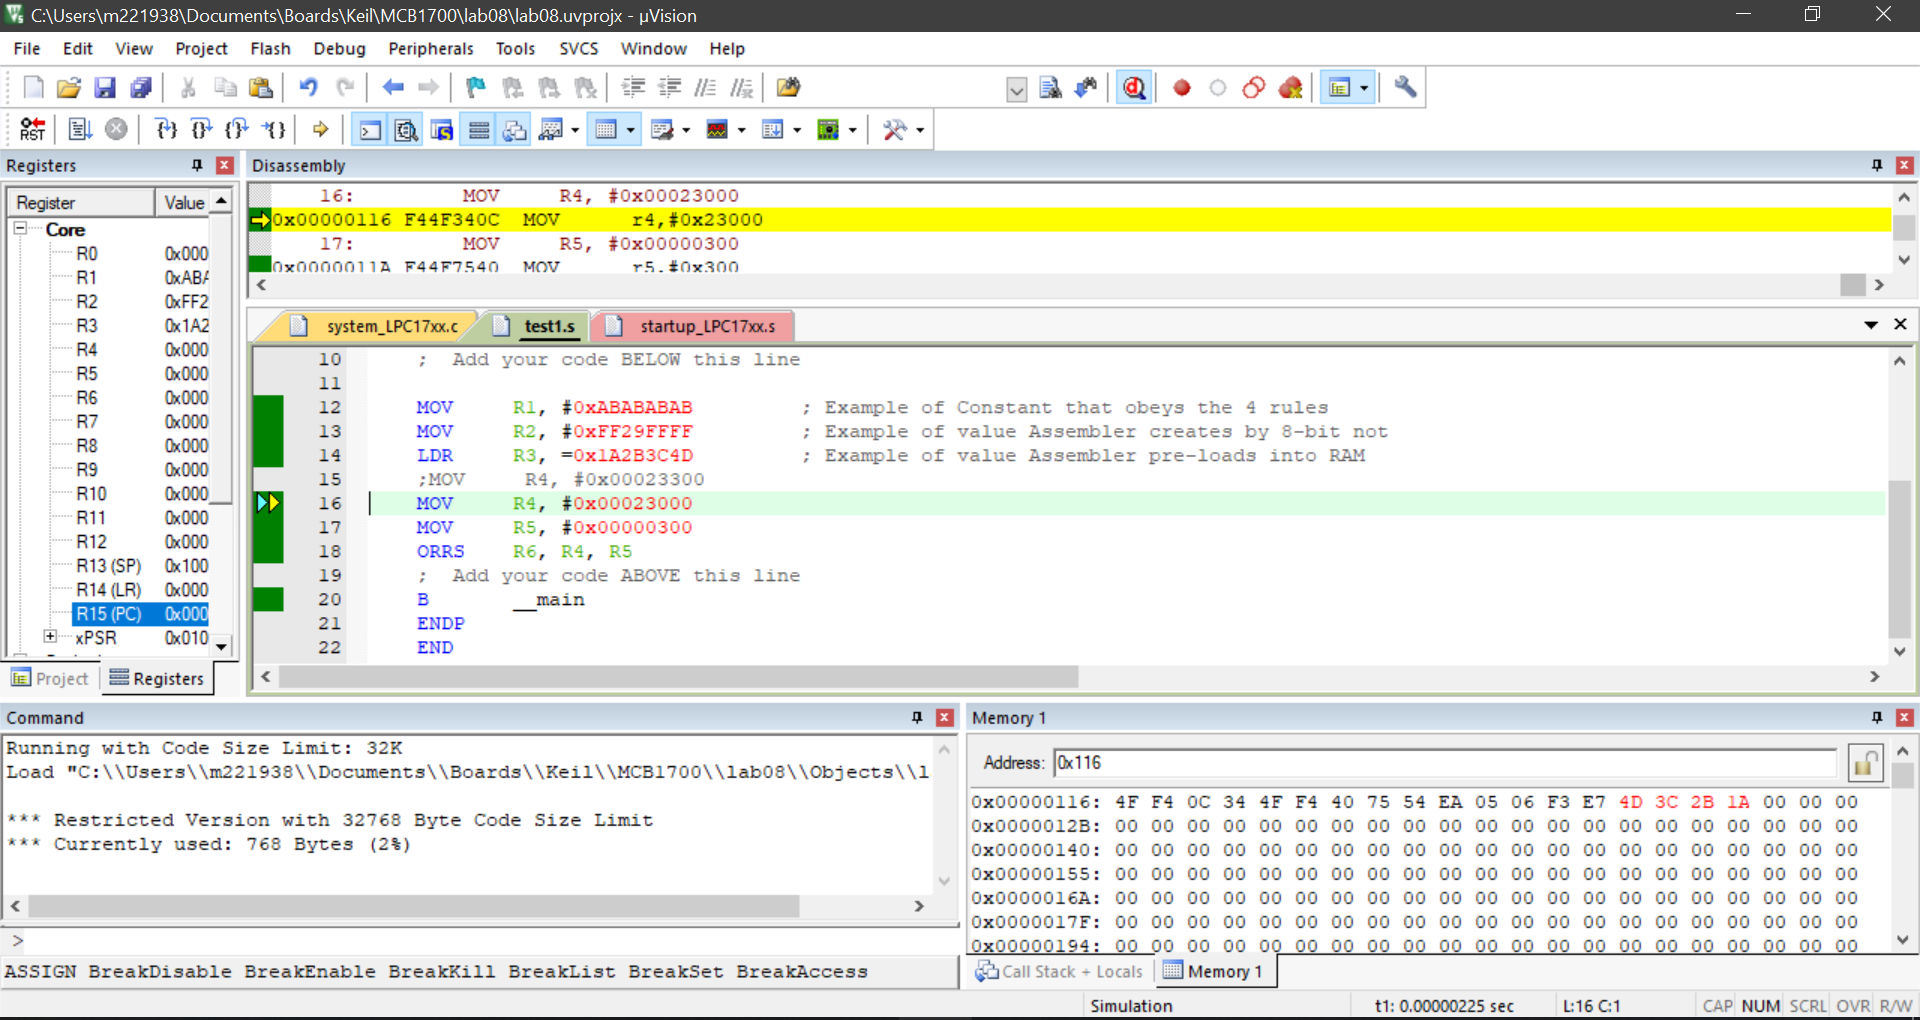 C:\Users\m221938\Documents\Boards\Keil\MCB1700\lab08\lab08.uvprojx - µVision
File Edit View Project Flash Debug Peripherals Tools SVCS Window Help
RST
Registers
Register Value
Core
R0 0x000
R1 0xABA
R2 0xFF2
R3 0x1A2
R4 0x000
R5 0x000
R6 0x000
R7 0x000
R8 0x000
R9 0x000
R10 0x000
R11 0x000
R12 0x000
R13 (SP) 0x100
R14 (LR) 0x000
R15 (PC) 0x000
xPSR 0x010
Project Registers
Disassembly
16: MOV R4, #0x00023000
0x00000116 F44F340C MOV r4,#0x23000
17: MOV R5, #0x00000300
0x0000011A F44F7540 MOV r5,#0x300
system_LPC17xx.c test1.s startup_LPC17xx.s
10 ; Add your code BELOW this line
11
12 MOV R1, #0xABABABAB ; Example of Constant that obeys the 4 rules
13 MOV R2, #0xFF29FFFF ; Example of value Assembler creates by 8-bit not
14 LDR R3, =0x1A2B3C4D ; Example of value Assembler pre-loads into RAM
15 ;MOV R4, #0x00023300
16 MOV R4, #0x00023000
17 MOV R5, #0x00000300
18 ORRS R6, R4, R5
19 ; Add your code ABOVE this line
20 B __main
21 ENDP
22 END
Command
Running with Code Size Limit: 32K
Load "C:\\Users\\m221938\\Documents\\Boards\\Keil\\MCB1700\\lab08\\Objects\\l
*** Restricted Version with 32768 Byte Code Size Limit
*** Currently used: 768 Bytes (2%)
>
ASSIGN BreakDisable BreakEnable BreakKill BreakList BreakSet BreakAccess
Memory 1
Address: 0x116
0x00000116: 4F F4 0C 34 4F F4 40 75 54 EA 05 06 F3 E7 4D 3C 2B 1A 00 00 00
0x0000012B: 00 00 00 00 00 00 00 00 00 00 00 00 00 00 00 00 00 00 00 00 00
0x00000140: 00 00 00 00 00 00 00 00 00 00 00 00 00 00 00 00 00 00 00 00 00
0x00000155: 00 00 00 00 00 00 00 00 00 00 00 00 00 00 00 00 00 00 00 00 00
0x0000016A: 00 00 00 00 00 00 00 00 00 00 00 00 00 00 00 00 00 00 00 00 00
0x0000017F: 00 00 00 00 00 00 00 00 00 00 00 00 00 00 00 00 00 00 00 00 00
0x00000194: 00 00 00 00 00 00 00 00 00 00 00 00 00 00 00 00 00 00 00 00 00
Call Stack + Locals Memory 1
Simulation t1: 0.00000225 sec L:16 C:1 CAP NUM SCRL OVR R/W